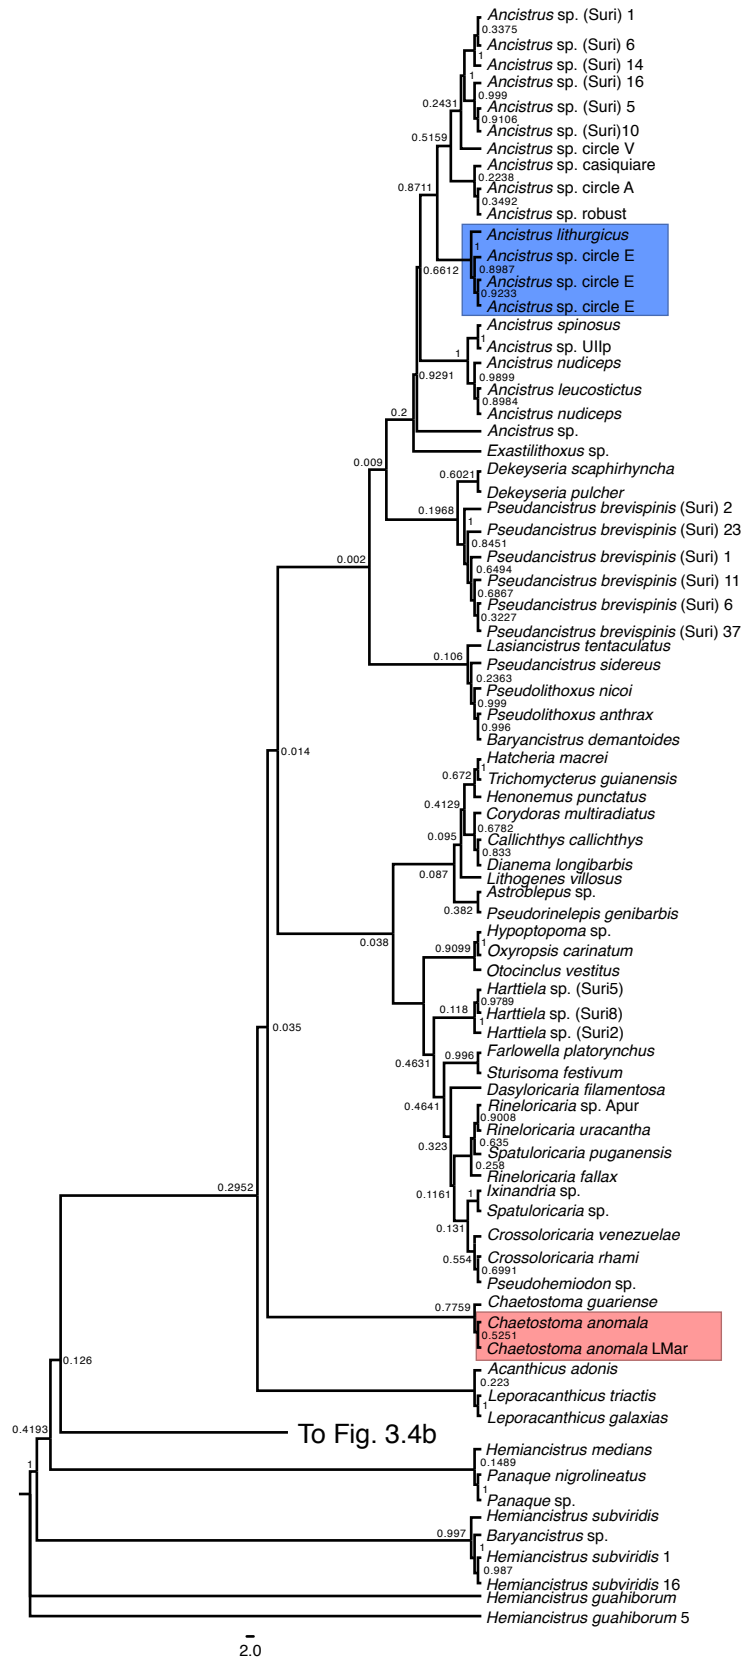 Ancistrus sp. (Suri) 1
0.3375
Ancistrus sp. (Suri) 6
1
Ancistrus sp. (Suri) 14
1
Ancistrus sp. (Suri) 16
0.999
0.2431
Ancistrus sp. (Suri) 5
0.9106
Ancistrus sp. (Suri)10
0.5159
Ancistrus sp. circle V
Ancistrus sp. casiquiare
0.2238
0.8711
Ancistrus sp. circle A
0.3492
Ancistrus sp. robust
Ancistrus lithurgicus
1
Ancistrus sp. circle E
0.8987
0.6612
Ancistrus sp. circle E
0.9233
Ancistrus sp. circle E
Ancistrus spinosus
1
Ancistrus sp. UIIp
1
Ancistrus nudiceps
0.9291
0.9899
Ancistrus leucostictus
0.8984
Ancistrus nudiceps
0.2
Ancistrus sp.
Exastilithoxus sp.
0.009
Dekeyseria scaphirhyncha
0.6021
Dekeyseria pulcher
Pseudancistrus brevispinis (Suri) 2
0.1968
1
Pseudancistrus brevispinis (Suri) 23
0.8451
Pseudancistrus brevispinis (Suri) 1
0.002
0.6494
Pseudancistrus brevispinis (Suri) 11
0.6867
Pseudancistrus brevispinis (Suri) 6
0.3227
Pseudancistrus brevispinis (Suri) 37
Lasiancistrus tentaculatus
0.106
Pseudancistrus sidereus
0.2363
Pseudolithoxus nicoi
0.999
Pseudolithoxus anthrax
0.996
Baryancistrus demantoides
0.014
Hatcheria macrei
1
0.672
Trichomycterus guianensis
Henonemus punctatus
0.4129
Corydoras multiradiatus
0.6782
0.095
Callichthys callichthys
0.833
Dianema longibarbis
0.087
Lithogenes villosus
Astroblepus sp.
0.382
Pseudorinelepis genibarbis
Hypoptopoma sp.
0.038
1
0.9099
Oxyropsis carinatum
Otocinclus vestitus
Harttiela sp. (Suri5)
0.9789
0.118
Harttiela sp. (Suri8)
1
0.035
Harttiela sp. (Suri2)
Farlowella platorynchus
0.996
0.4631
Sturisoma festivum
Dasyloricaria filamentosa
0.4641
Rineloricaria sp. Apur
0.9008
Rineloricaria uracantha
0.635
0.323
Spatuloricaria puganensis
0.258
Rineloricaria fallax
0.2952
Ixinandria sp.
1
0.1161
Spatuloricaria sp.
0.131
Crossoloricaria venezuelae
0.554
Crossoloricaria rhami
0.6991
Pseudohemiodon sp.
Chaetostoma guariense
0.7759
Chaetostoma anomala
0.5251
Chaetostoma anomala LMar
0.126
Acanthicus adonis
0.223
Leporacanthicus triactis
1
Leporacanthicus galaxias
0.4193
To Fig. 3.4b
Hemiancistrus medians
0.1489
1
Panaque nigrolineatus
1
Panaque sp.
Hemiancistrus subviridis
0.997
Baryancistrus sp.
1
Hemiancistrus subviridis 1
0.987
Hemiancistrus subviridis 16
Hemiancistrus guahiborum
Hemiancistrus guahiborum 5
2.0